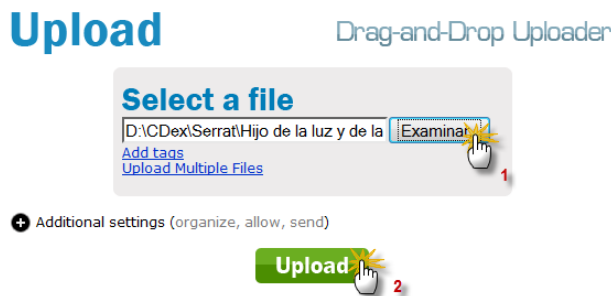 Upload Drag-and-Drop Uploader
Select a file
D:\CDex\Serrat\Hijo de la luz y de la Examinar
Add tags
Upload Multiple Files
1
Additional settings (organize, allow, send)
Upload
2